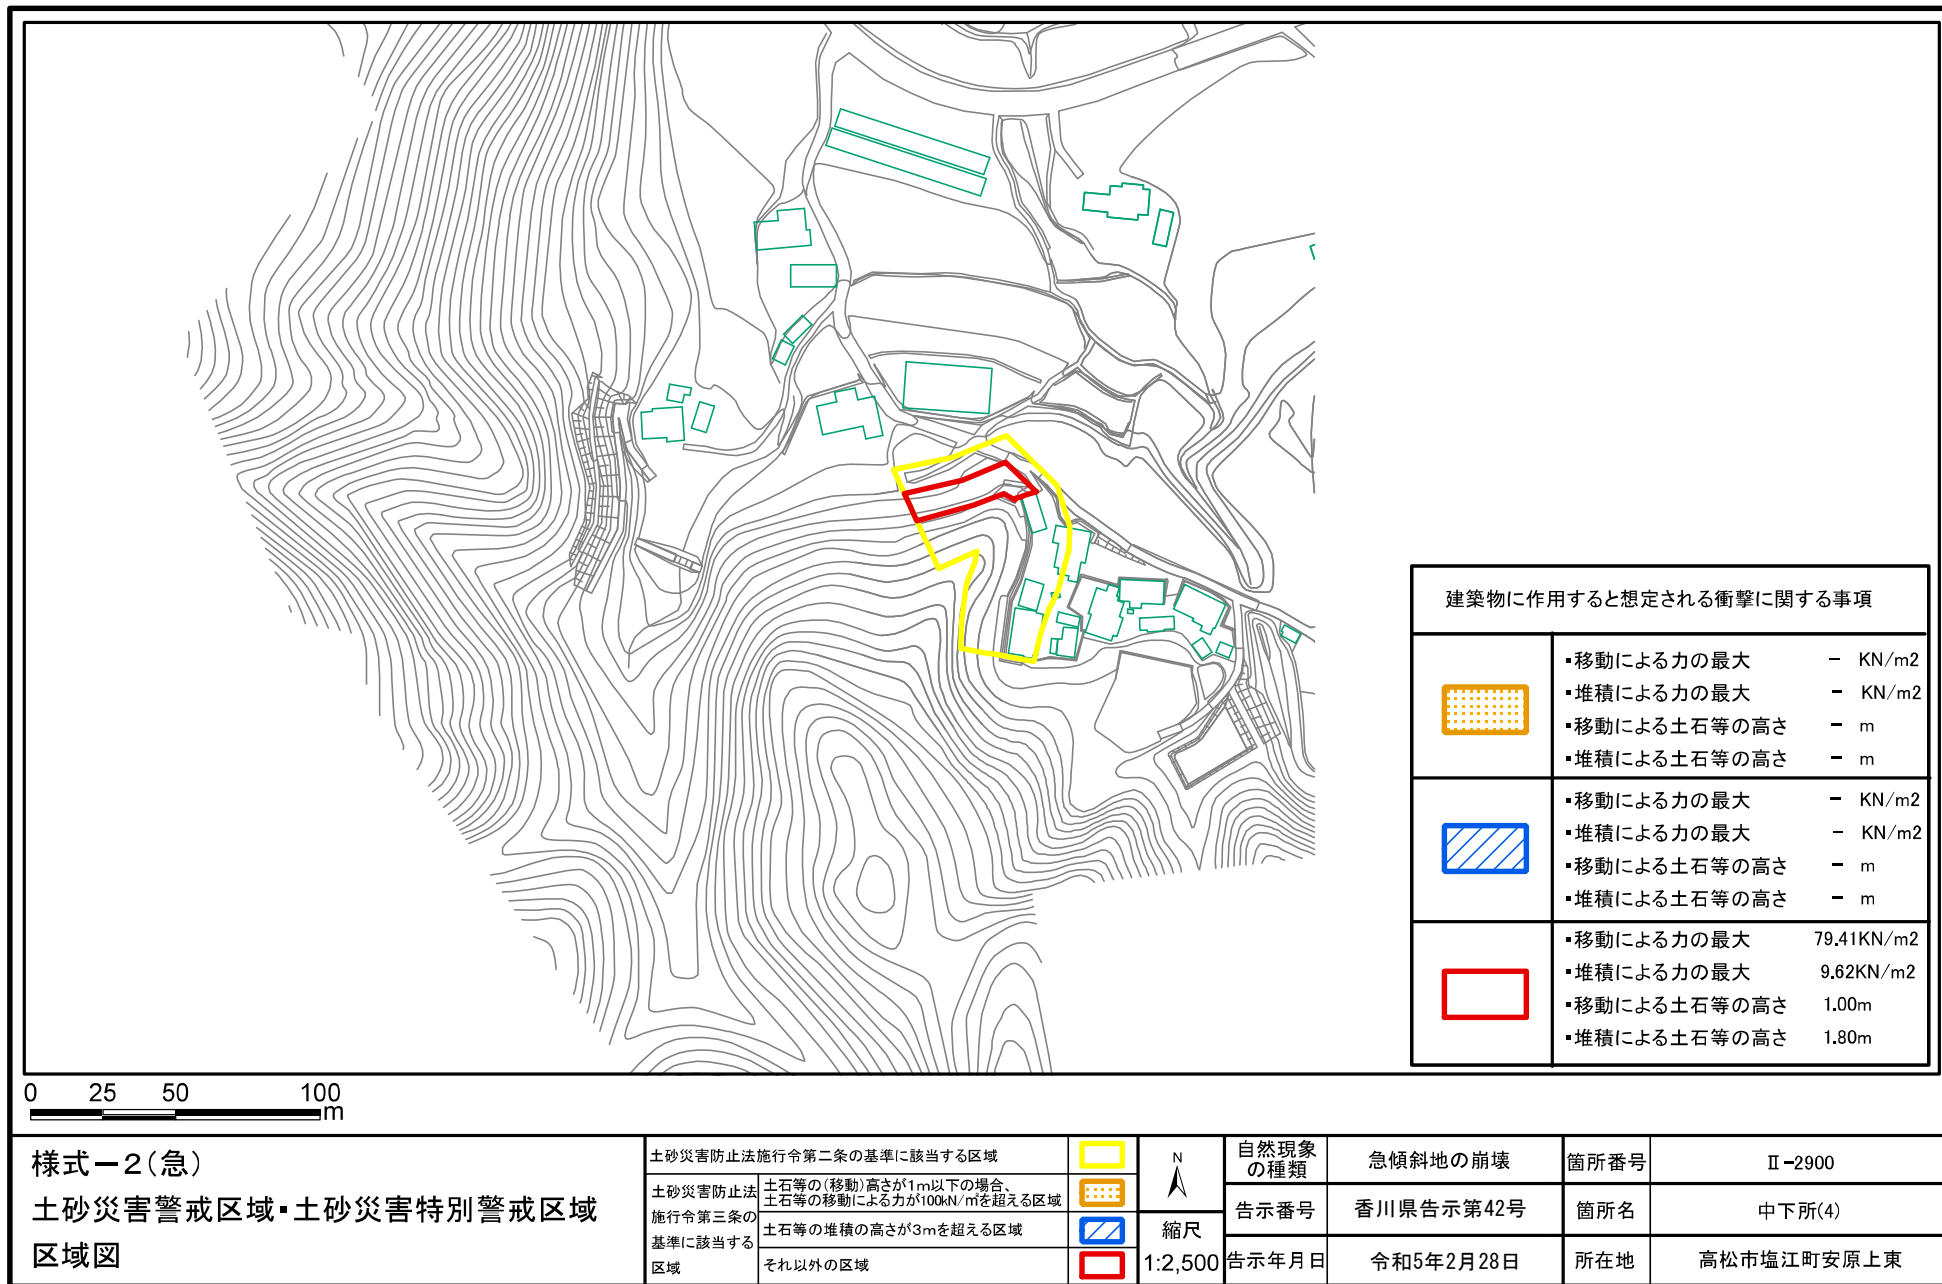 建築物に作用すると想定される衝撃に関する事項
・移動による力の最大 － KN/m2
・堆積による力の最大 － KN/m2
・移動による土石等の高さ － m
・堆積による土石等の高さ － m
・移動による力の最大 － KN/m2
・堆積による力の最大 － KN/m2
・移動による土石等の高さ － m
・堆積による土石等の高さ － m
・移動による力の最大 79.41KN/m2
・堆積による力の最大 9.62KN/m2
・移動による土石等の高さ 1.00m
・堆積による土石等の高さ 1.80m
0 25 50 100
m
様式－2(急)
土砂災害警戒区域・土砂災害特別警戒区域
区域図
土砂災害防止法施行令第二条の基準に該当する区域
土砂災害防止法
施行令第三条の
基準に該当する
区域
土石等の(移動)高さが1m以下の場合、
土石等の移動による力が100kN/㎡を超える区域
土石等の堆積の高さが3mを超える区域
それ以外の区域
N
縮尺
1:2,500
自然現象
の種類
急傾斜地の崩壊
箇所番号
Ⅱ-2900
告示番号
香川県告示第42号
箇所名
中下所(4)
告示年月日
令和5年2月28日
所在地
高松市塩江町安原上東